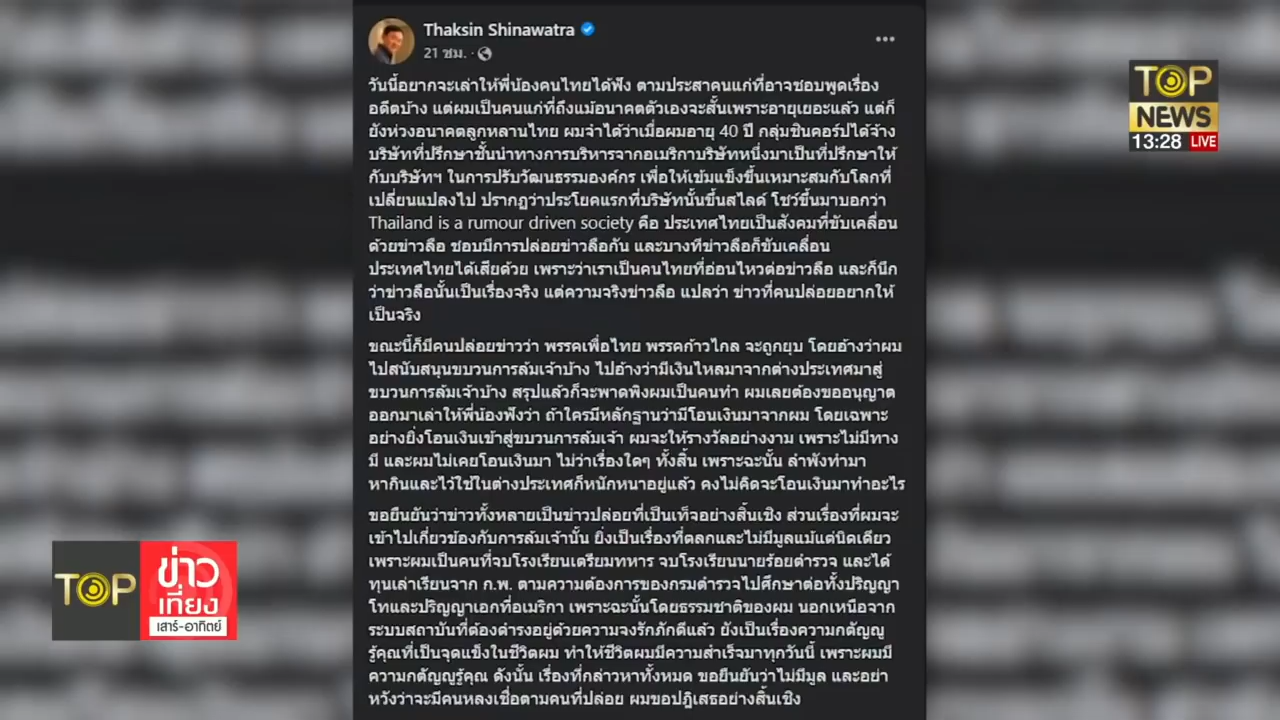 Thaksin Shinawatra
21 ชม.
วันนี้อยากจะเล่าให้พี่น้องคนไทยได้ฟัง ตามประสาคนแก่ที่อาจชอบพูดเรื่อง
อดีตบ้าง แต่ผมเป็นคนแก่ที่ถึงแม้อนาคตตัวเองจะสั้นเพราะอายุเยอะแล้ว แต่ก็
ยังห่วงอนาคตลูกหลานไทย ผมจำได้ว่าเมื่อผมอายุ 40 ปี กลุ่มชินคอร์ปได้จ้าง
บริษัทที่ปรึกษาชั้นนำทางการบริหารจากอเมริกาบริษัทหนึ่งมาเป็นที่ปรึกษาให้
กับบริษัทฯ ในการปรับวัฒนธรรมองค์กร เพื่อให้เข้มแข็งขึ้นเหมาะสมกับโลกที่
เปลี่ยนแปลงไป ปรากฏว่าประโยคแรกที่บริษัทนั้นขึ้นสไลด์ โชว์ขึ้นมาบอกว่า
Thailand is a rumour driven society คือ ประเทศไทยเป็นสังคมที่ขับเคลื่อน
ด้วยข่าวลือ ชอบมีการปล่อยข่าวลือกัน และบางทีข่าวลือก็ขับเคลื่อน
ประเทศไทยได้เสียด้วย เพราะว่าเราเป็นคนไทยที่อ่อนไหวต่อข่าวลือ และก็นึก
ว่าข่าวลือนั้นเป็นเรื่องจริง แต่ความจริงข่าวลือ แปลว่า ข่าวที่คนปล่อยอยากให้
เป็นจริง
ขณะนี้ก็มีคนปล่อยข่าวว่า พรรคเพื่อไทย พรรคก้าวไกล จะถูกยุบ โดยอ้างว่าผม
ไปสนับสนุนขบวนการล้มเจ้าบ้าง ไปอ้างว่ามีเงินไหลมาจากต่างประเทศมาสู่
ขบวนการล้มเจ้าบ้าง สรุปแล้วก็จะพาดพิงผมเป็นคนทำ ผมเลยต้องขออนุญาต
ออกมาเล่าให้พี่น้องฟังว่า ถ้าใครมีหลักฐานว่ามีโอนเงินมาจากผม โดยเฉพาะ
อย่างยิ่งโอนเงินเข้าสู่ขบวนการล้มเจ้า ผมจะให้รางวัลอย่างงาม เพราะไม่มีทาง
มี และผมไม่เคยโอนเงินมา ไม่ว่าเรื่องใดๆ ทั้งสิ้น เพราะฉะนั้น ลำพังทำมา
หากินและไว้ใช้ในต่างประเทศก็หนักหนาอยู่แล้ว คงไม่คิดจะโอนเงินมาทำอะไร
ขอยืนยันว่าข่าวทั้งหลายเป็นข่าวปล่อยที่เป็นเท็จอย่างสิ้นเชิง ส่วนเรื่องที่ผมจะ
เข้าไปเกี่ยวข้องกับการล้มเจ้านั้น ยิ่งเป็นเรื่องที่ตลกและไม่มีมูลแม้แต่นิดเดียว
เพราะผมเป็นคนที่จบโรงเรียนเตรียมทหาร จบโรงเรียนนายร้อยตำรวจ และได้
ทุนเล่าเรียนจาก ก.พ. ตามความต้องการของกรมตำรวจไปศึกษาต่อทั้งปริญญา
โทและปริญญาเอกที่อเมริกา เพราะฉะนั้นโดยธรรมชาติของผม นอกเหนือจาก
ระบบสถาบันที่ต้องดำรงอยู่ด้วยความจงรักภักดีแล้ว ยังเป็นเรื่องความกตัญญู
รู้คุณที่เป็นจุดแข็งในชีวิตผม ทำให้ชีวิตผมมีความสำเร็จมาทุกวันนี้ เพราะผมมี
ความกตัญญูรู้คุณ ดังนั้น เรื่องที่กล่าวหาทั้งหมด ขอยืนยันว่าไม่มีมูล และอย่า
หวังว่าจะมีคนหลงเชื่อตามคนที่ปล่อย ผมขอปฏิเสธอย่างสิ้นเชิง
TOP
NEWS
13:28 LIVE
TOP
ข่าว
เที่ยง
เสาร์-อาทิตย์